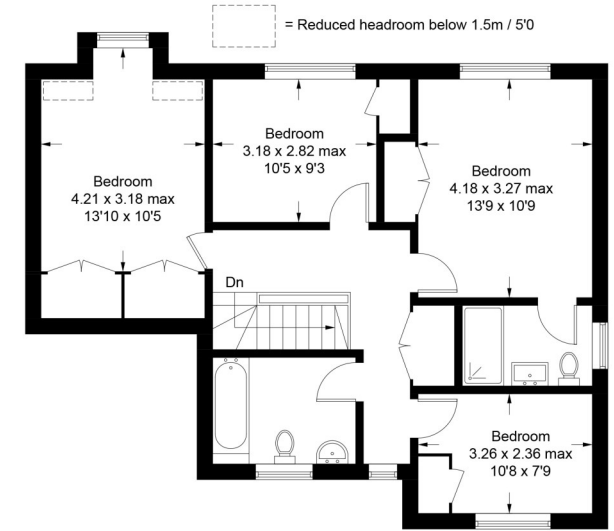 = Reduced headroom below 1.5m / 5'0
Bedroom
4.21 x 3.18 max
13'10 x 10'5
Bedroom
3.18 x 2.82 max
10'5 x 9'3
Bedroom
4.18 x 3.27 max
13'9 x 10'9
Dn
Bedroom
3.26 x 2.36 max
10'8 x 7'9